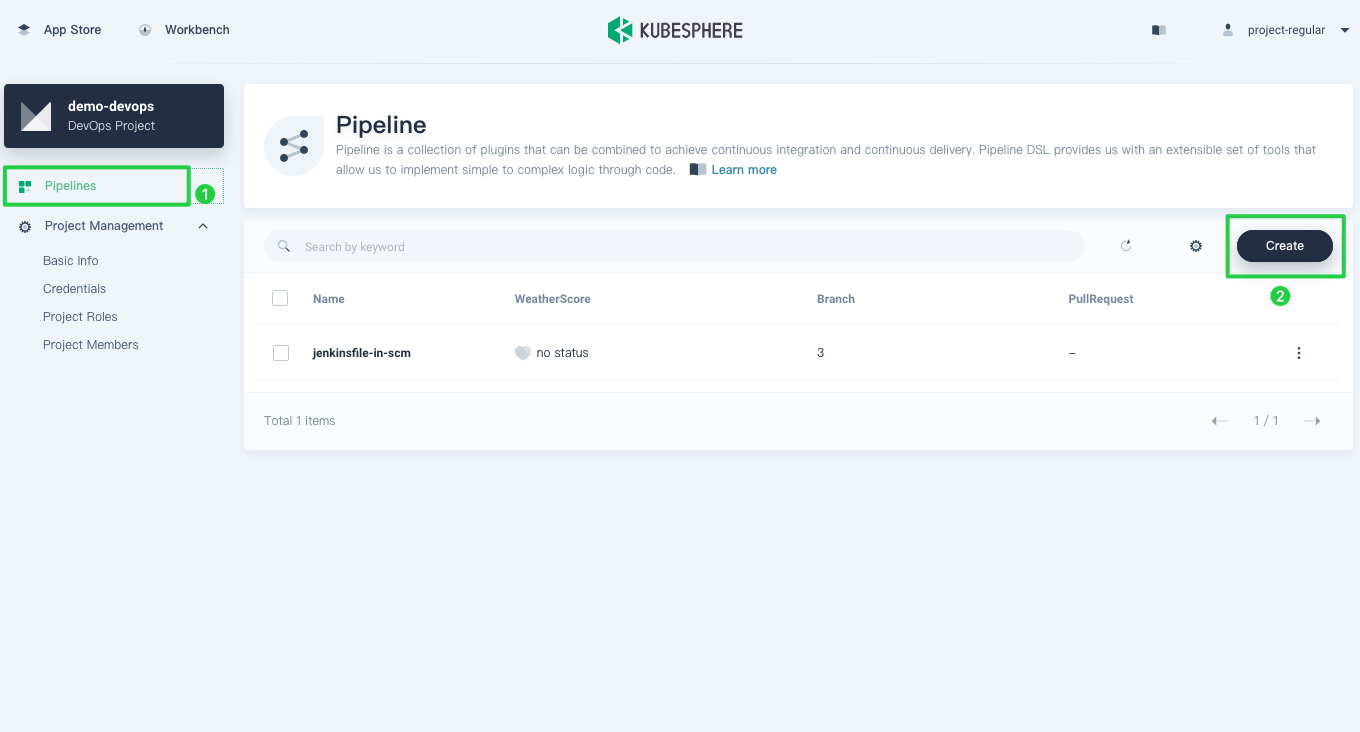 App Store
Workbench
KUBESPHERE
project-regular
demo-devops
DevOps Project
Pipelines
1
Project Management
Basic Info
Credentials
Project Roles
Project Members
Pipeline
Pipeline is a collection of plugins that can be combined to achieve continuous integration and continuous delivery. Pipeline DSL provides us with an extensible set of tools that
allow us to implement simple to complex logic through code. Learn more
Search by keyword
Create
2
Name WeatherScore Branch PullRequest
jenkinsfile-in-scm no status 3 –
Total 1 items
1 / 1